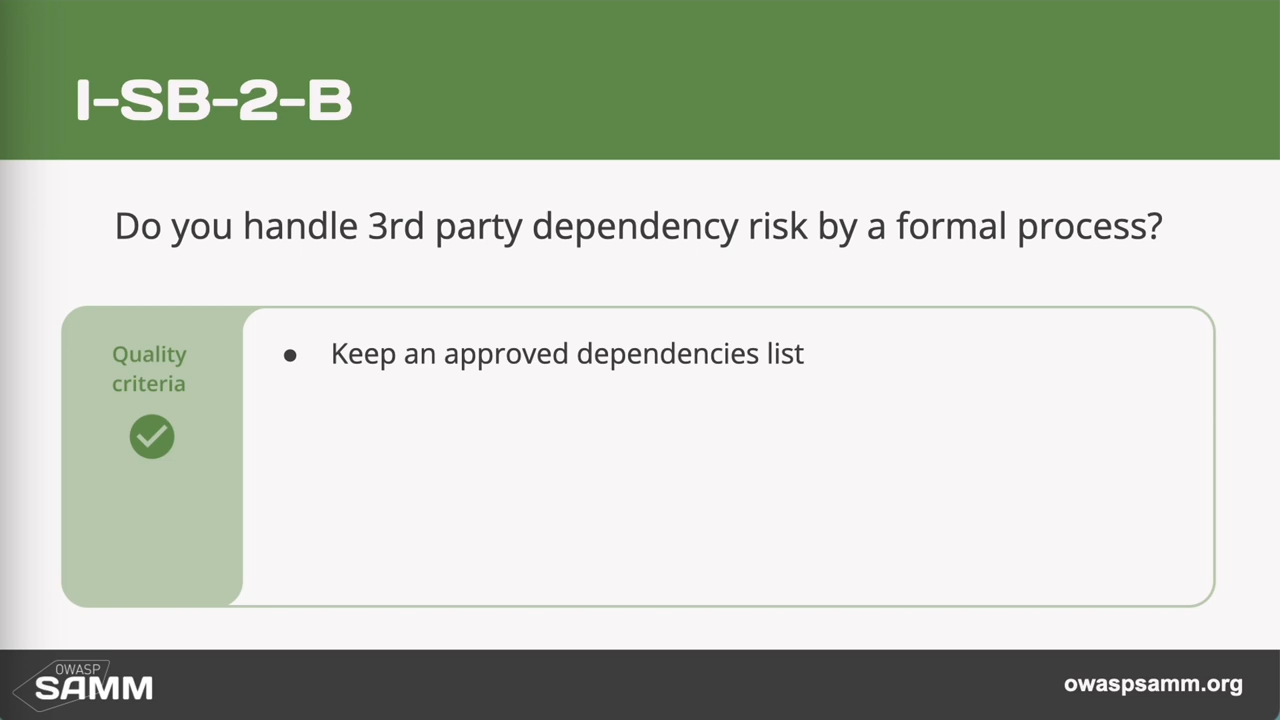 I-SB-2-B
Do you handle 3rd party dependency risk by a formal process?
Quality
criteria
● Keep an approved dependencies list
OWASP
SAMM
owaspsamm.org